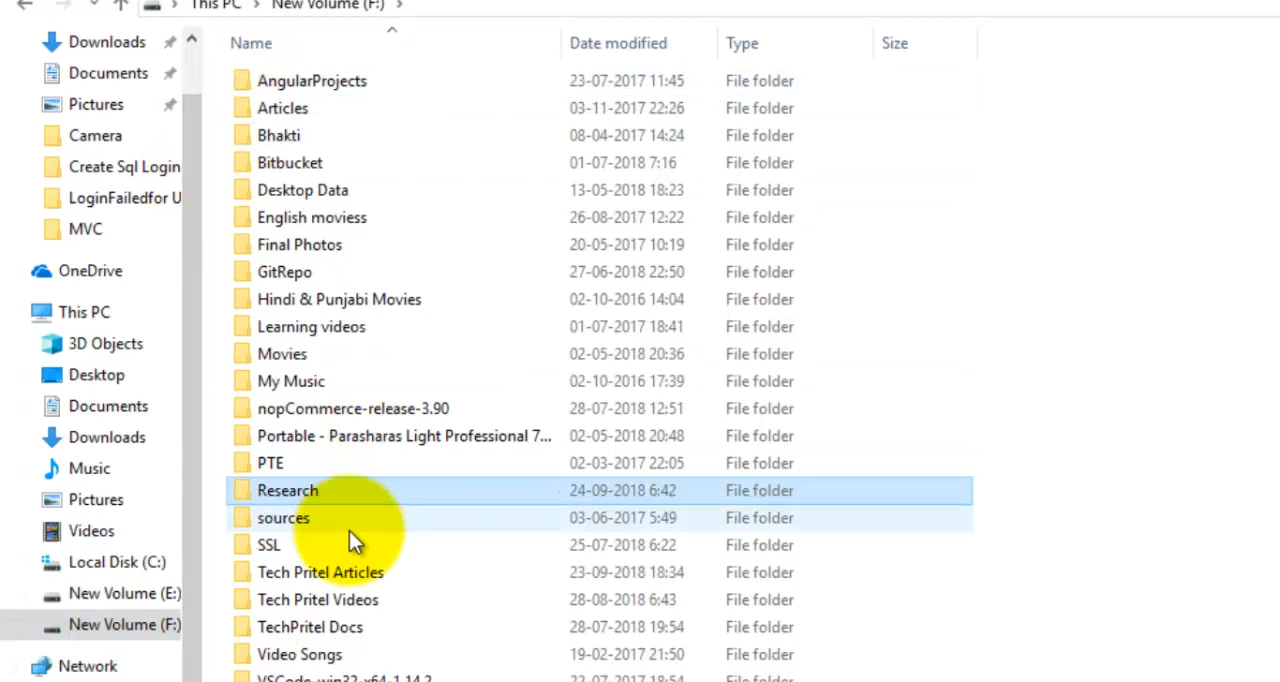 This PC > New Volume (F:) >
Downloads
Documents
Pictures
Camera
Create Sql Login
LoginFailedfor U
MVC
OneDrive
This PC
3D Objects
Desktop
Documents
Downloads
Music
Pictures
Videos
Local Disk (C:)
New Volume (E:)
New Volume (F:)
Network
Name Date modified Type Size
AngularProjects 23-07-2017 11:45 File folder
Articles 03-11-2017 22:26 File folder
Bhakti 08-04-2017 14:24 File folder
Bitbucket 01-07-2018 7:16 File folder
Desktop Data 13-05-2018 18:23 File folder
English moviess 26-08-2017 12:22 File folder
Final Photos 20-05-2017 10:19 File folder
GitRepo 27-06-2018 22:50 File folder
Hindi & Punjabi Movies 02-10-2016 14:04 File folder
Learning videos 01-07-2017 18:41 File folder
Movies 02-05-2018 20:36 File folder
My Music 02-10-2016 17:39 File folder
nopCommerce-release-3.90 28-07-2018 12:51 File folder
Portable - Parasharas Light Professional 7... 02-05-2018 20:48 File folder
PTE 02-03-2017 22:05 File folder
Research 24-09-2018 6:42 File folder
sources 03-06-2017 5:49 File folder
SSL 25-07-2018 6:22 File folder
Tech Pritel Articles 23-09-2018 18:34 File folder
Tech Pritel Videos 28-08-2018 6:43 File folder
TechPritel Docs 28-07-2018 19:54 File folder
Video Songs 19-02-2017 21:50 File folder
VSCode-win32-x64-1.14.2 22-07-2017 18:54 File folder